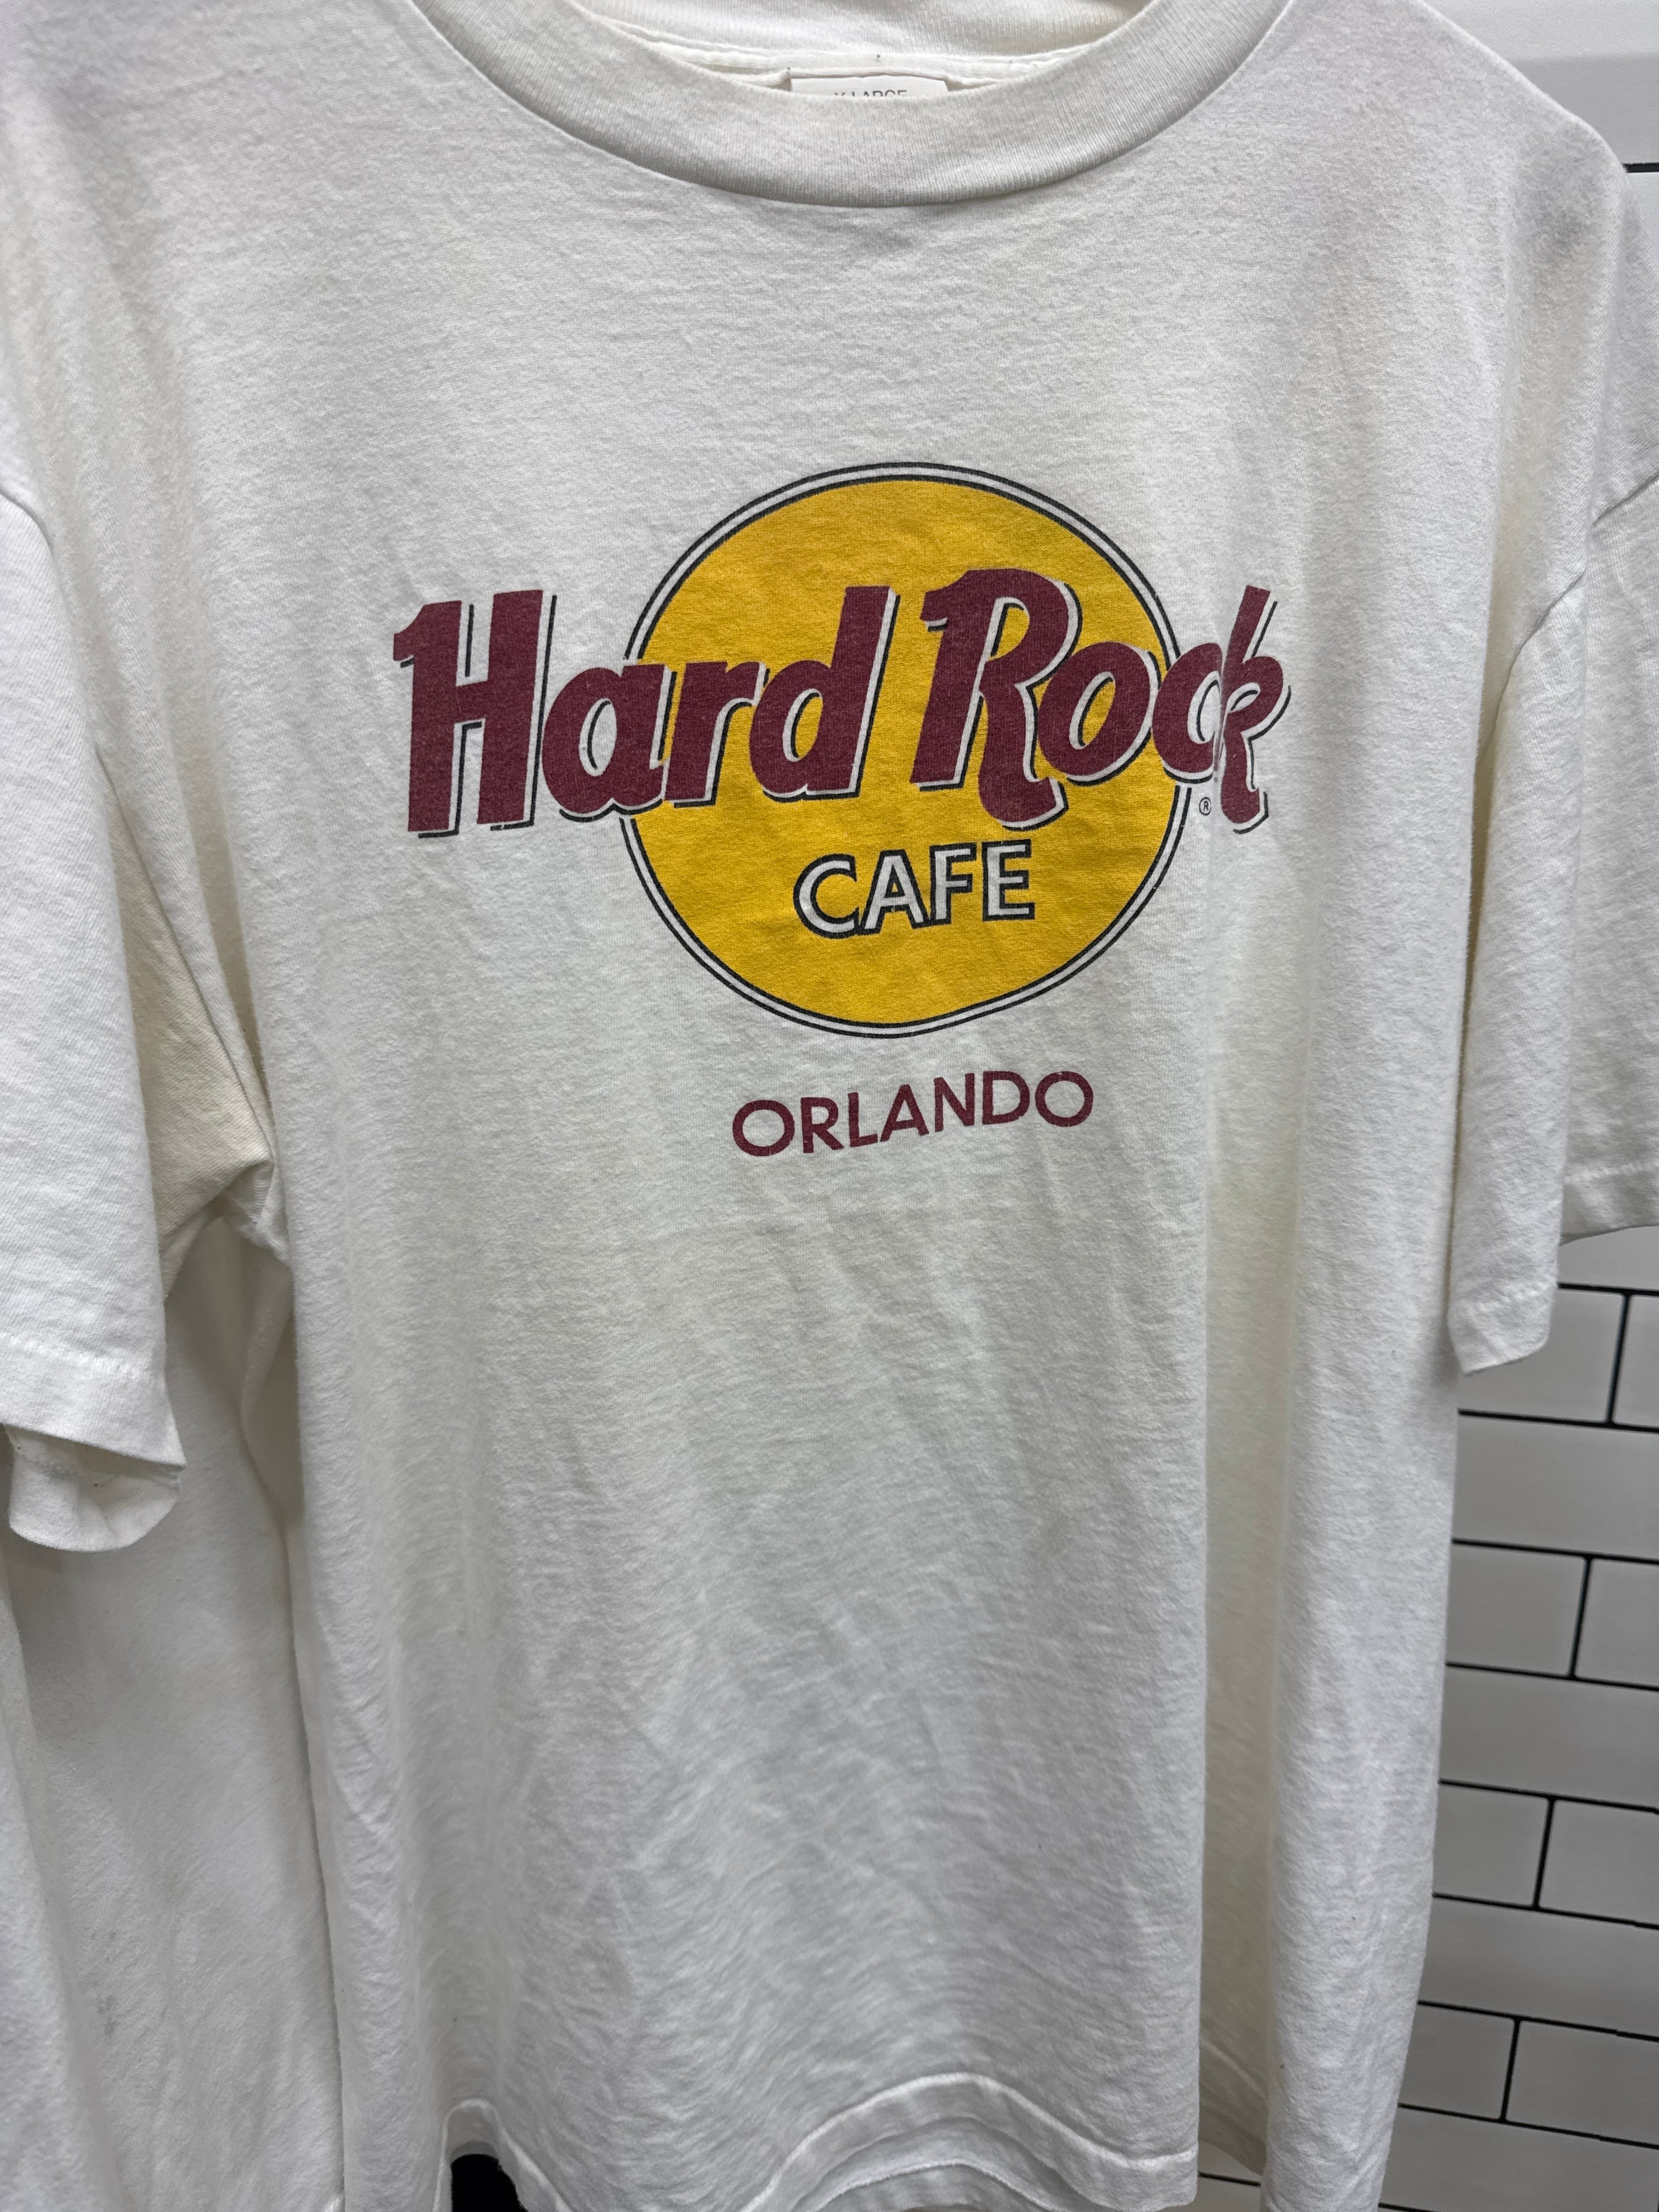 X-LARGE
Hard Rock
®
CAFE
ORLANDO